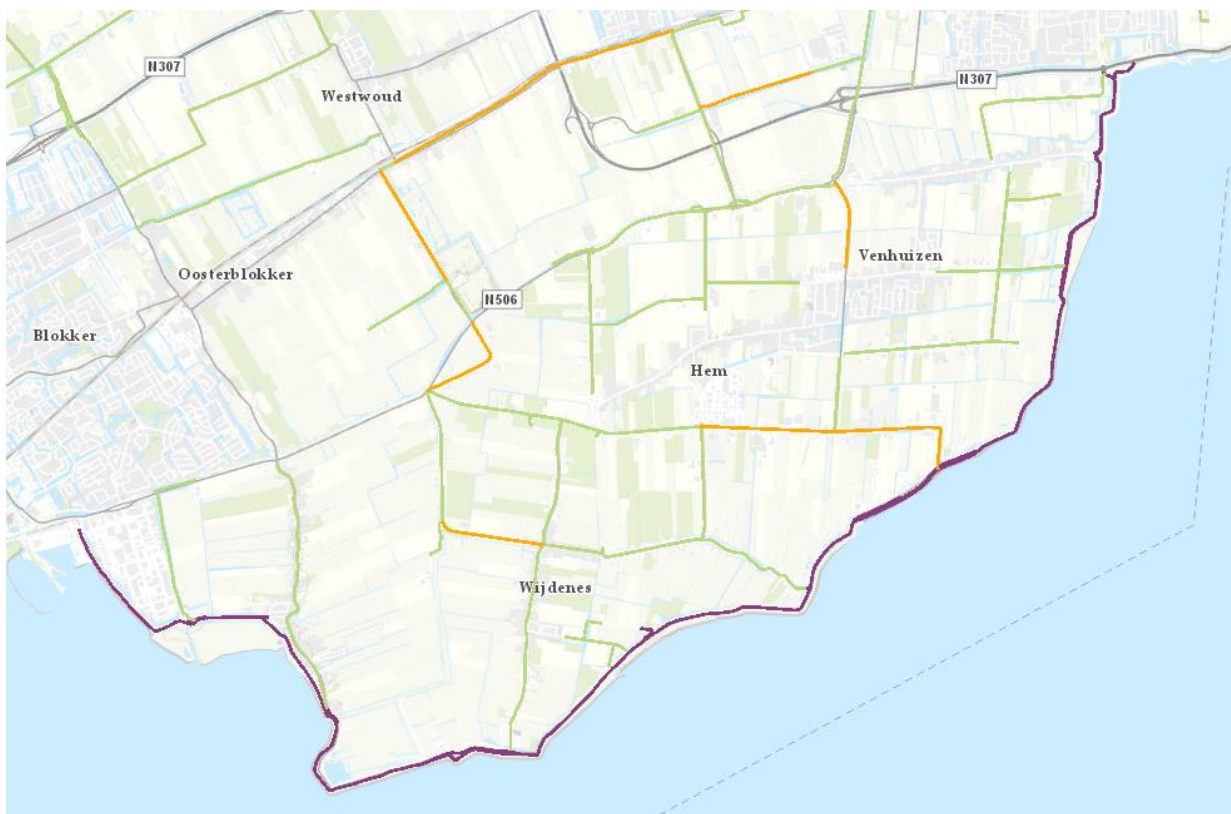 N307
N307
Westwoud
Venhuizen
Oosterblokker
N506
Blokker
Hem
Wijdenes